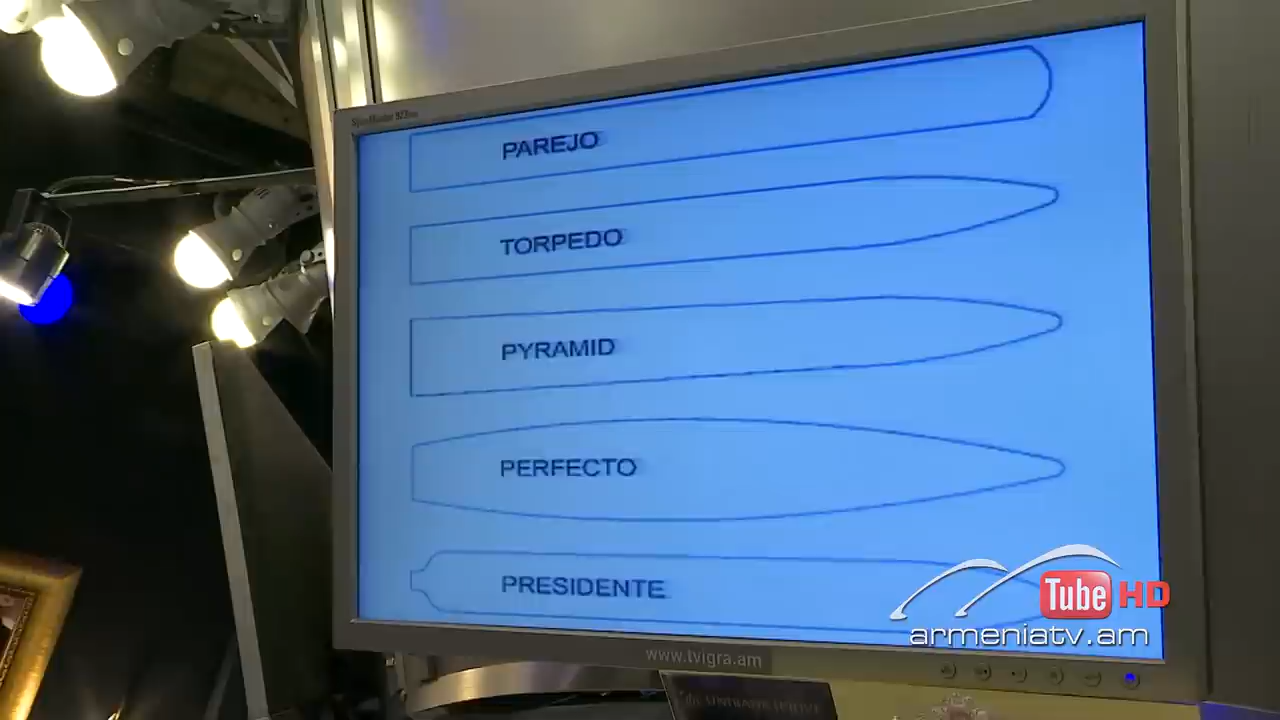 PAREJO
TORPEDO
PYRAMID
PERFECTO
PRESIDENTE
Tube HD
armeniatv.am
www.tvigra.am